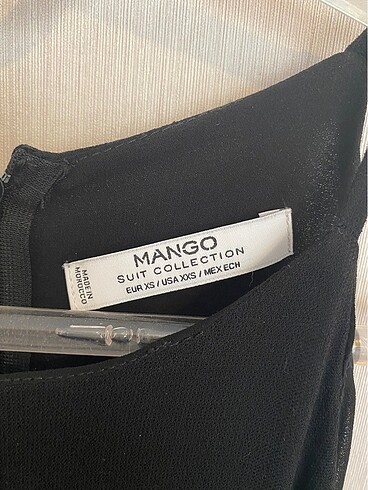 MANGO
SUIT COLLECTION
EUR XS / USA XXS / MEX ECH
MADE IN
MOROCCO